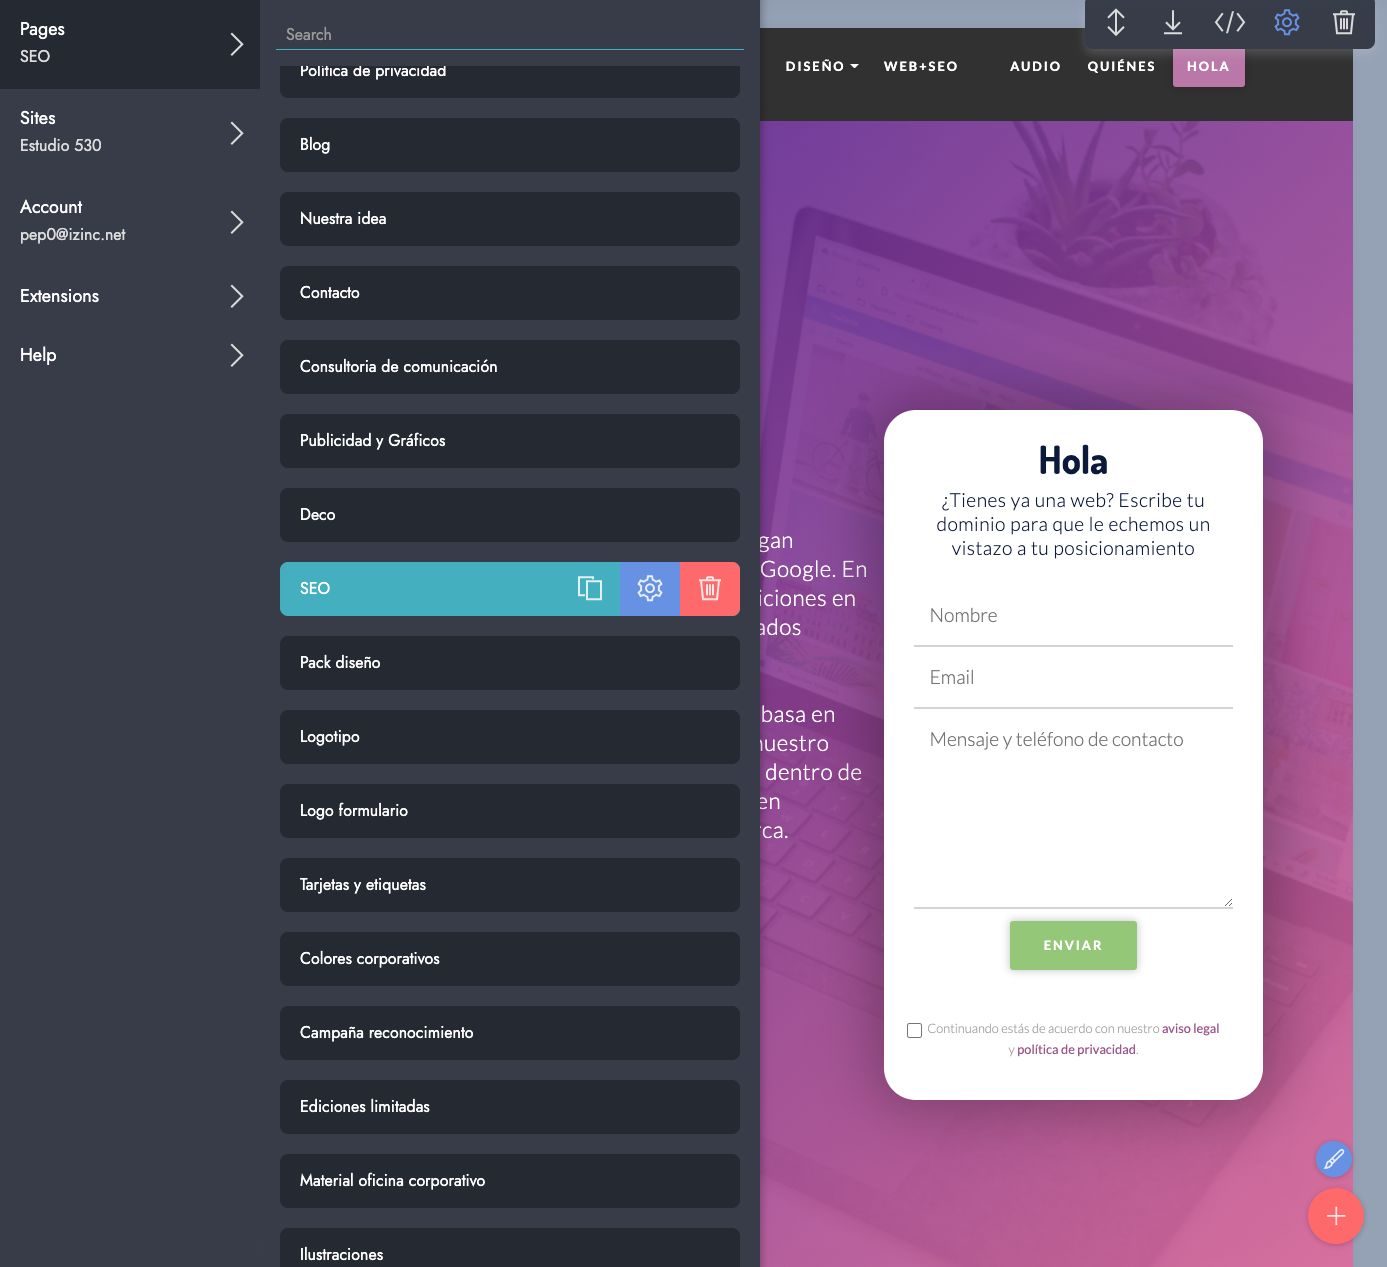 Pages
SEO
Sites
Estudio 530
Account
pep0@izinc.net
Extensions
Help
Search
Política de privacidad
Blog
Nuestra idea
Contacto
Consultoria de comunicación
Publicidad y Gráficos
Deco
SEO
Pack diseño
Logotipo
Logo formulario
Tarjetas y etiquetas
Colores corporativos
Campaña reconocimiento
Ediciones limitadas
Material oficina corporativo
Ilustraciones
DISEÑO WEB+SEO AUDIO QUIÉNES HOLA
gan
Google. En
iciones en
ados
basa en
nuestro
dentro de
en
rca.
Hola
¿Tienes ya una web? Escribe tu
dominio para que le echemos un
vistazo a tu posicionamiento
Nombre
Email
Mensaje y teléfono de contacto
ENVIAR
Continuando estás de acuerdo con nuestro aviso legal
y política de privacidad.